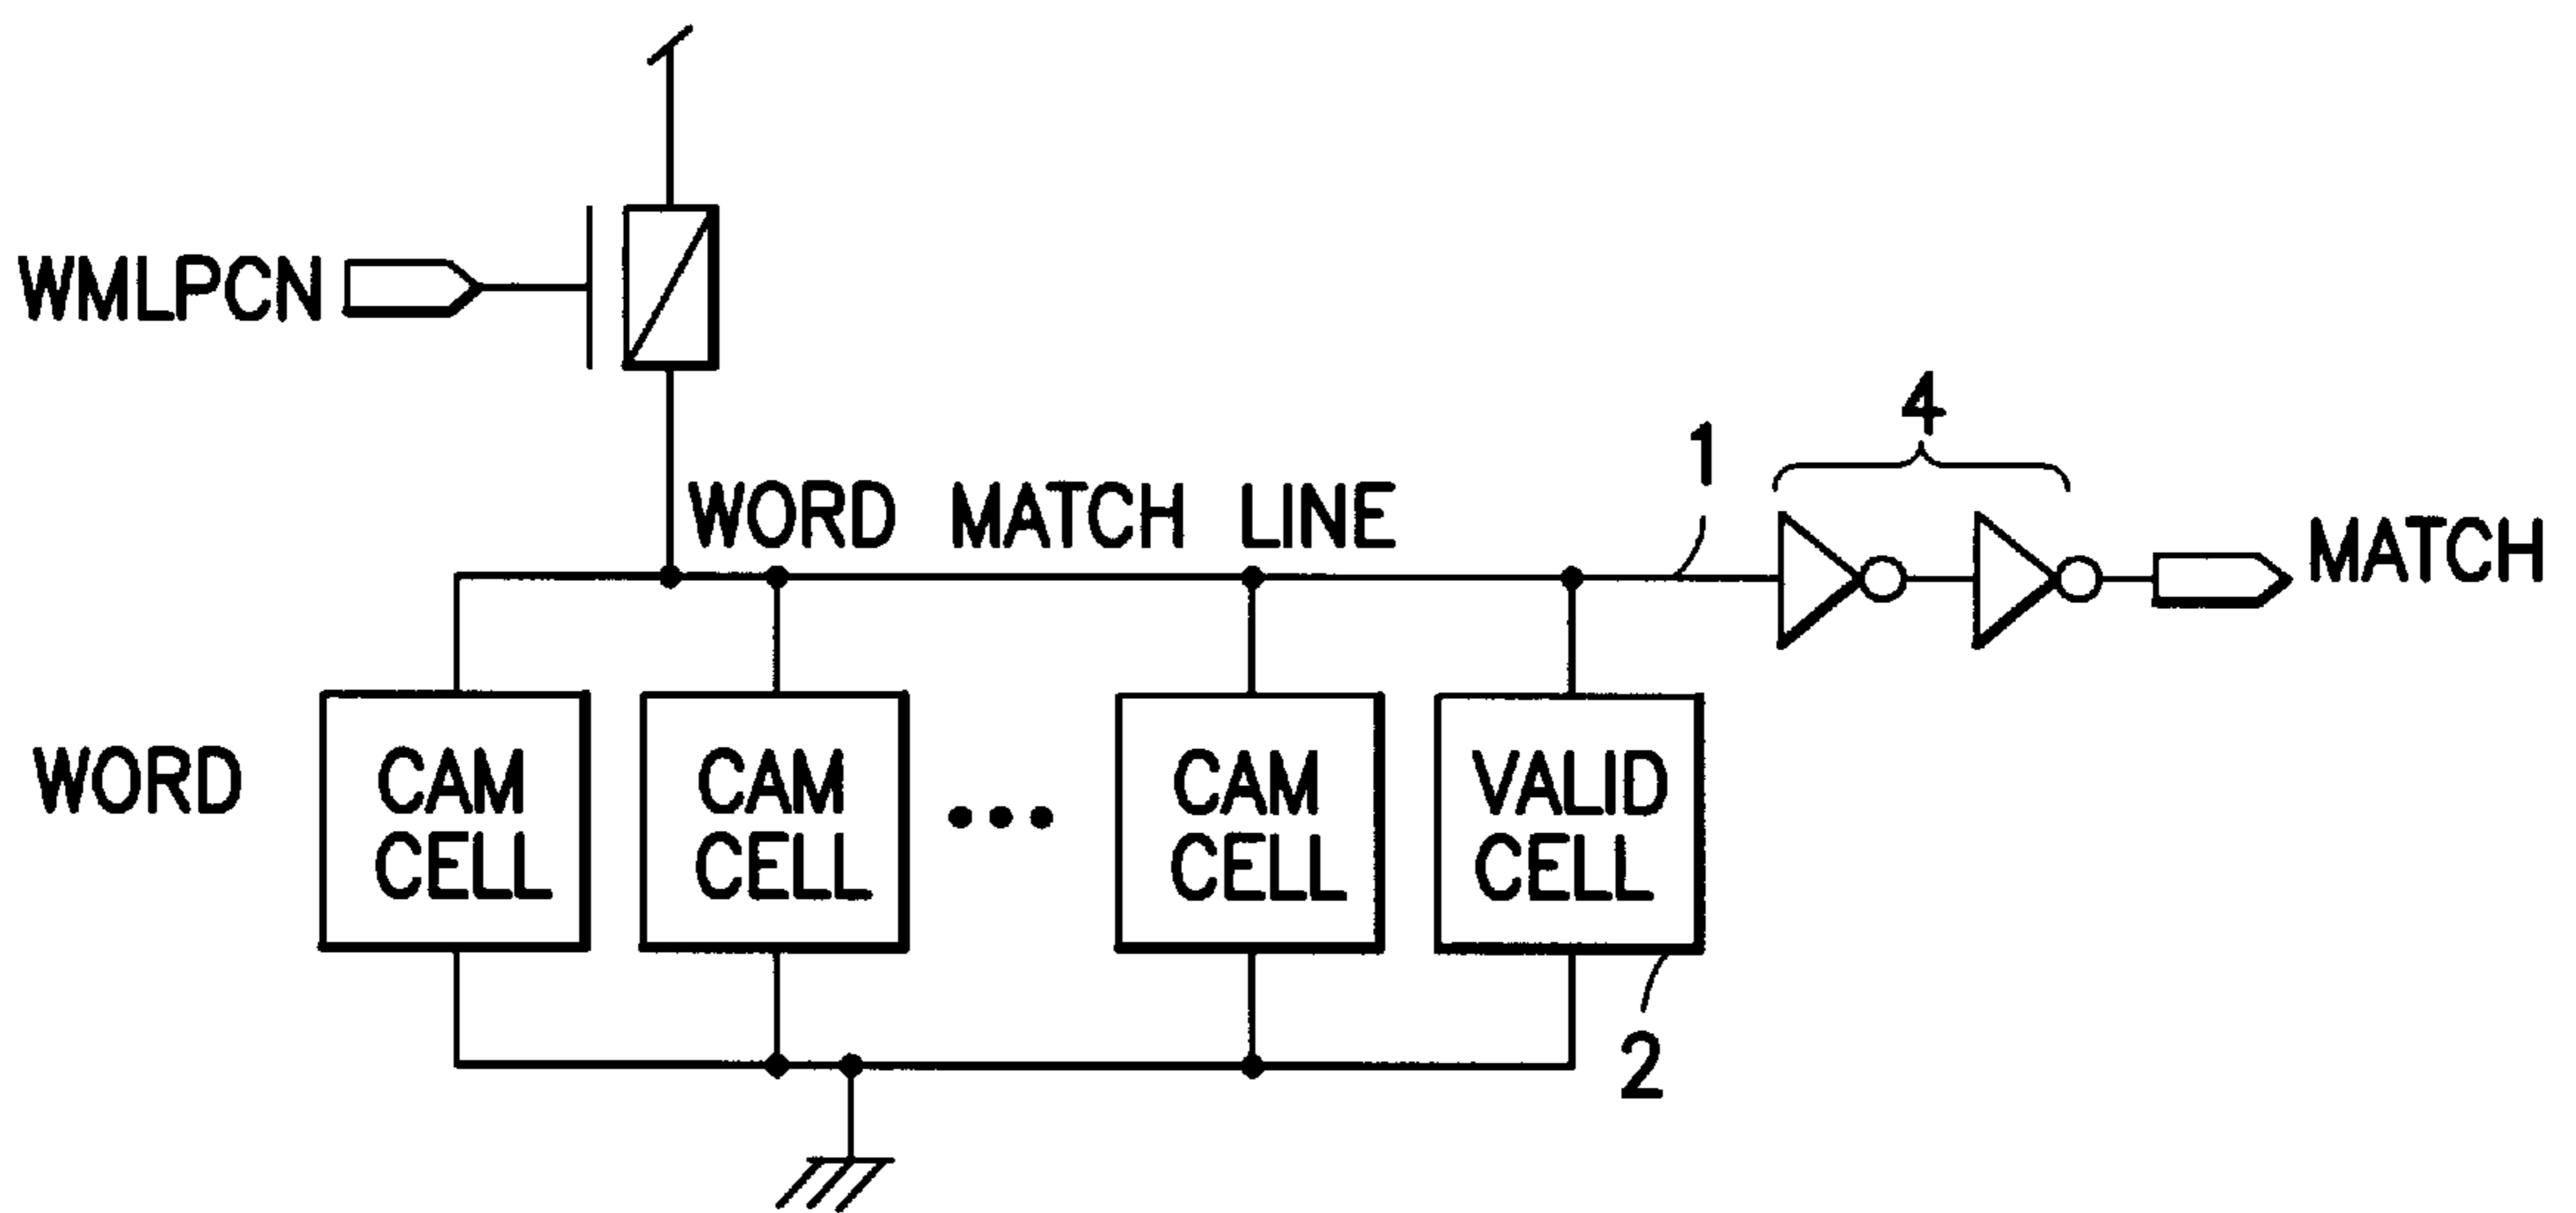 WMLPCN
4
1
WORD MATCH LINE
MATCH
WORD
CAM
CELL
CAM
CELL
CAM
CELL
VALID
CELL
2